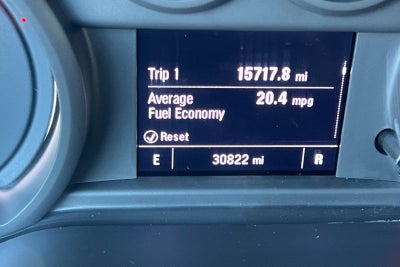 Trip 1 15717.8 mi
Average 20.4 mpg
Fuel Economy
Reset
E 30822 mi R